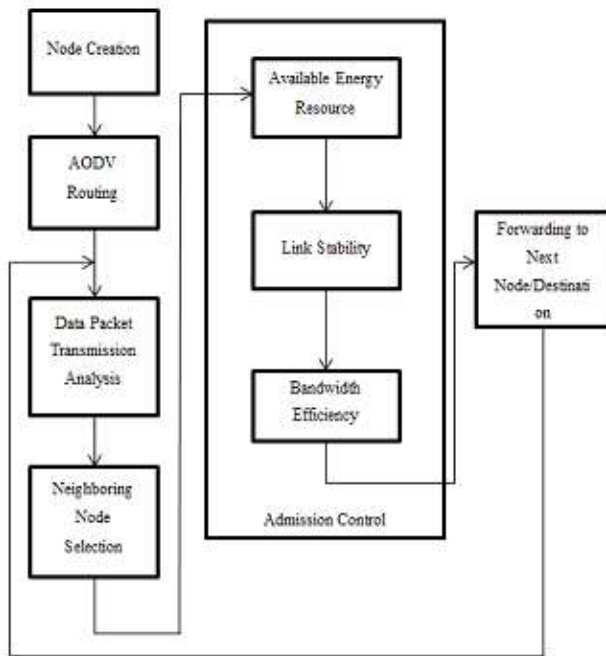 Node Creation
AODV
Routing
Data Packet
Transmission
Analysis
Neighboring
Node
Selection
Available Energy
Resource
Link Stability
Bandwidth
Efficiency
Admission Control
Forwarding to
Next
Node/Destinati
on